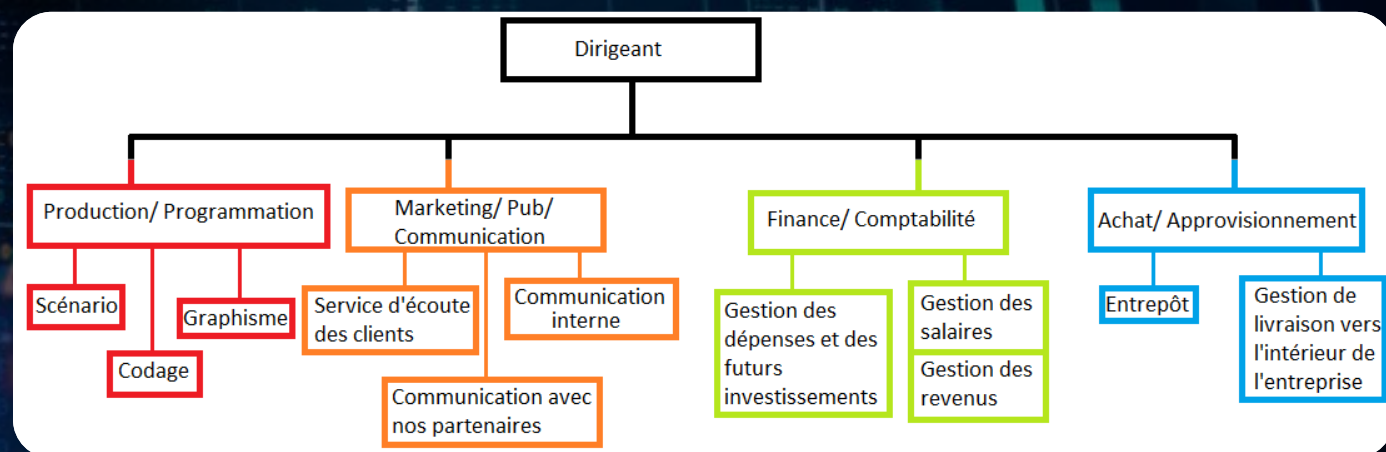 Dirigeant
Production/ Programmation
Scénario
Codage
Graphisme
Marketing/ Pub/
Communication
Service d'écoute
des clients
Communication avec
nos partenaires
Communication
interne
Finance/ Comptabilité
Gestion des
dépenses et des
futurs
investissements
Gestion des
salaires
Gestion des
revenus
Achat/ Approvisionnement
Entrepôt
Gestion de
livraison vers
l'intérieur de
l'entreprise